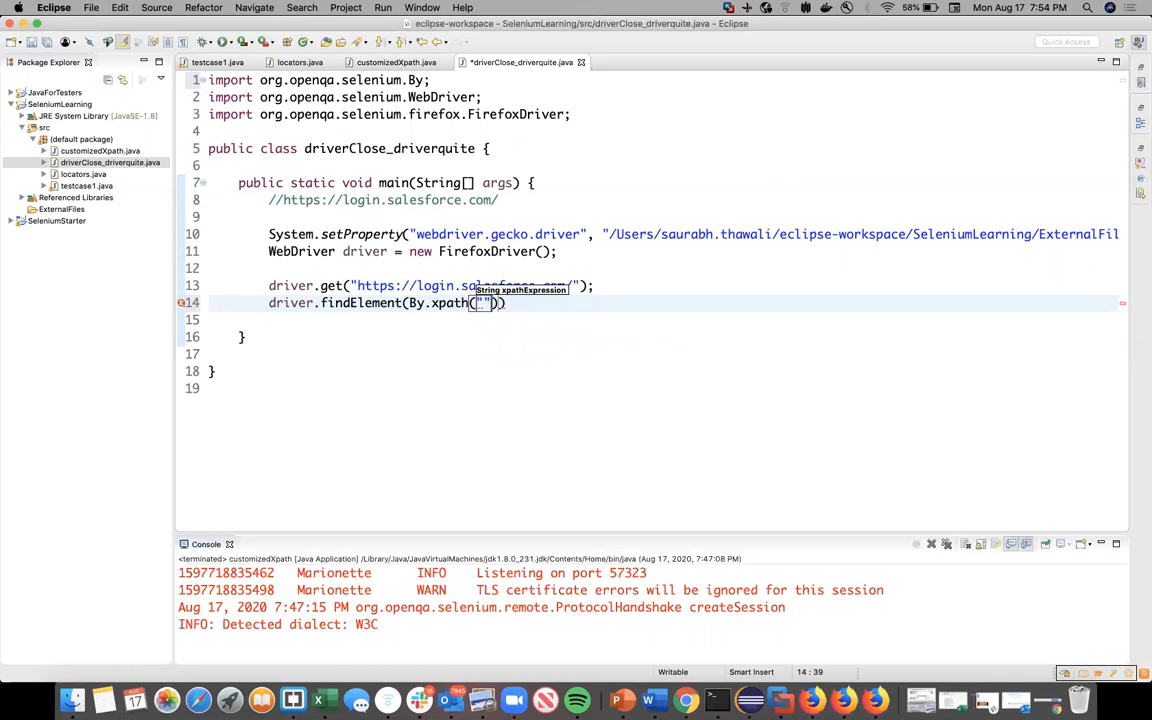 Eclipse File Edit Source Refactor Navigate Search Project Run Window Help 58% Mon Aug 17 7:54 PM
eclipse-workspace - SeleniumLearning/src/driverClose_driverquite.java - Eclipse
Quick Access
Package Explorer
testcase1.java locators.java customizedXpath.java *driverClose_driverquite.java
JavaForTesters
SeleniumLearning
JRE System Library [JavaSE-1.8]
src
(default package)
customizedXpath.java
driverClose_driverquite.java
locators.java
testcase1.java
Referenced Libraries
ExternalFiles
SeleniumStarter
1 import org.openqa.selenium.By;
2 import org.openqa.selenium.WebDriver;
3 import org.openqa.selenium.firefox.FirefoxDriver;
4
5 public class driverClose_driverquite {
6
7 public static void main(String[] args) {
8 //https://login.salesforce.com/
9
10 System.setProperty("webdriver.gecko.driver", "/Users/saurabh.thawali/eclipse-workspace/SeleniumLearning/ExternalFil
11 WebDriver driver = new FirefoxDriver();
12
13 driver.get("https://login.salesforce.com/");
String xpathExpression
14 driver.findElement(By.xpath(""))
15
16 }
17
18 }
19
Console
<terminated> customizedXpath [Java Application] /Library/Java/JavaVirtualMachines/jdk1.8.0_231.jdk/Contents/Home/bin/java (Aug 17, 2020, 7:47:08 PM)
1597718835462 Marionette INFO Listening on port 57323
1597718835498 Marionette WARN TLS certificate errors will be ignored for this session
Aug 17, 2020 7:47:15 PM org.openqa.selenium.remote.ProtocolHandshake createSession
INFO: Detected dialect: W3C
Writable Smart Insert 14 : 39